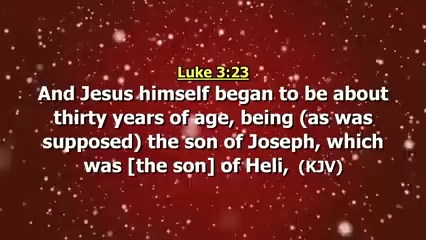 Luke 3:23
And Jesus himself began to be about
thirty years of age, being (as was
supposed) the son of Joseph, which
was [the son] of Heli, (KJV)